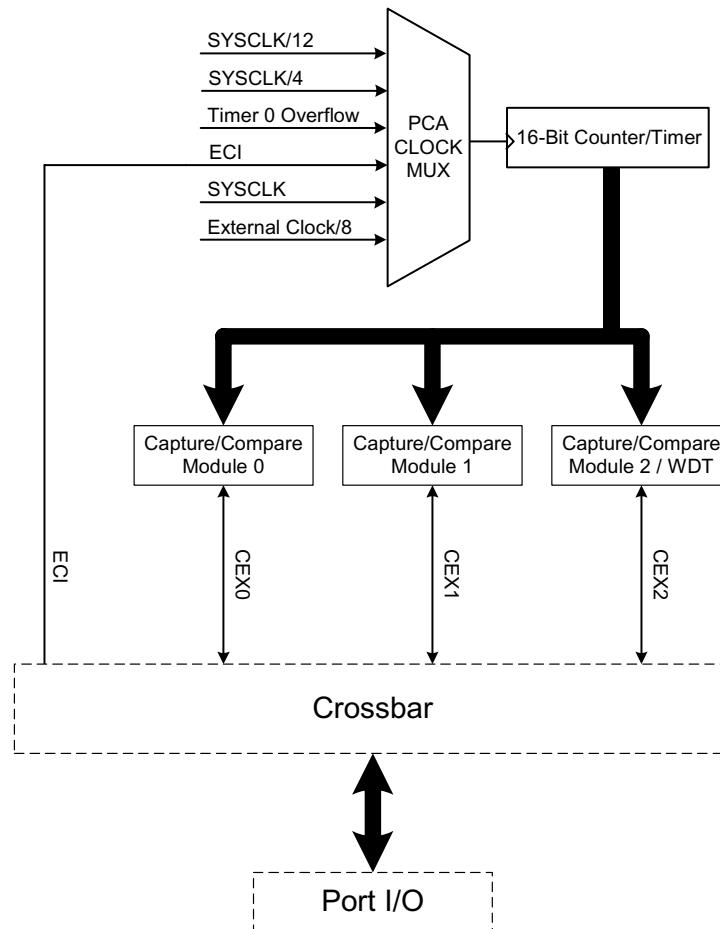 SYSCLK/12
SYSCLK/4
Timer 0 Overflow
ECI
SYSCLK
External Clock/8
PCA
CLOCK
MUX
16-Bit Counter/Timer
Capture/Compare
Module 0
Capture/Compare
Module 1
Capture/Compare
Module 2 / WDT
ECI
CEX0
CEX1
CEX2
Crossbar
Port I/O